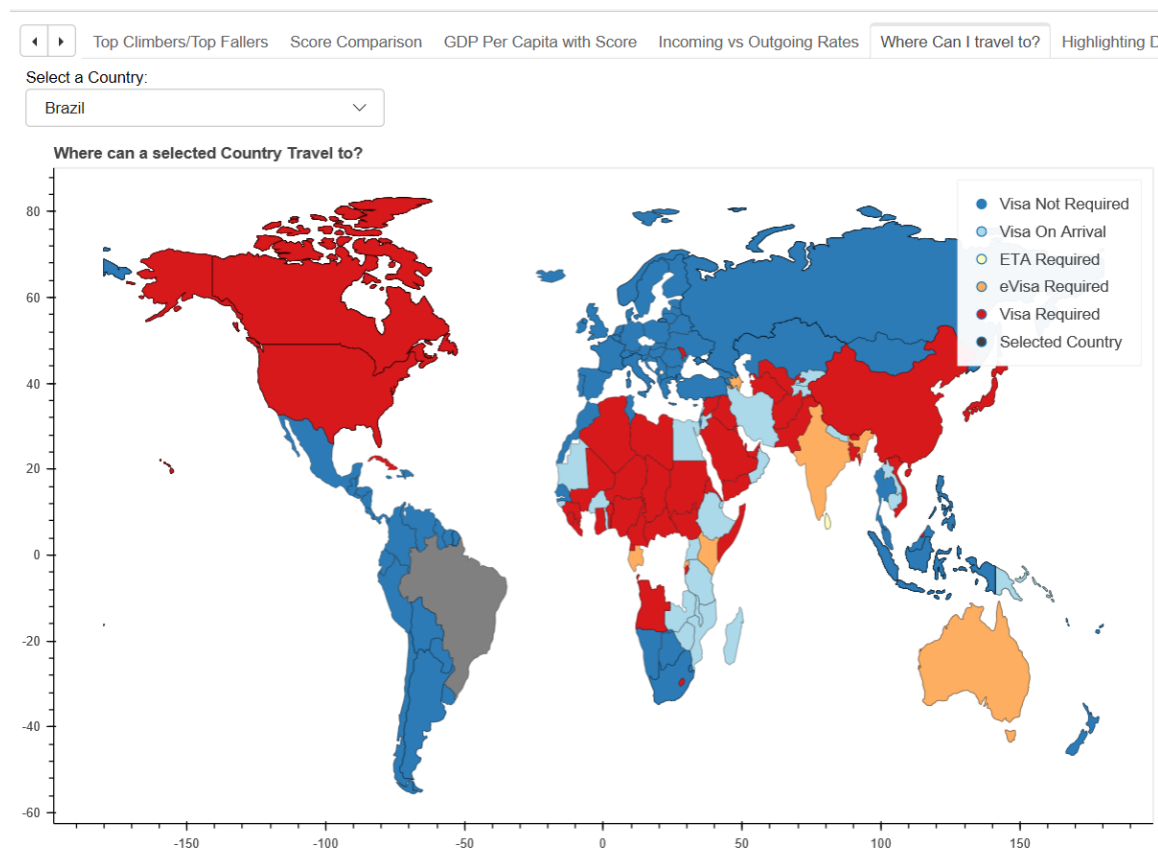 Top Climbers/Top Fallers Score Comparison GDP Per Capita with Score Incoming vs Outgoing Rates Where Can I travel to? Highlighting D
Select a Country:
Brazil
Where can a selected Country Travel to?
Visa Not Required
Visa On Arrival
ETA Required
eVisa Required
Visa Required
Selected Country
80
60
40
20
0
-20
-40
-60
-150 -100 -50 0 50 100 150